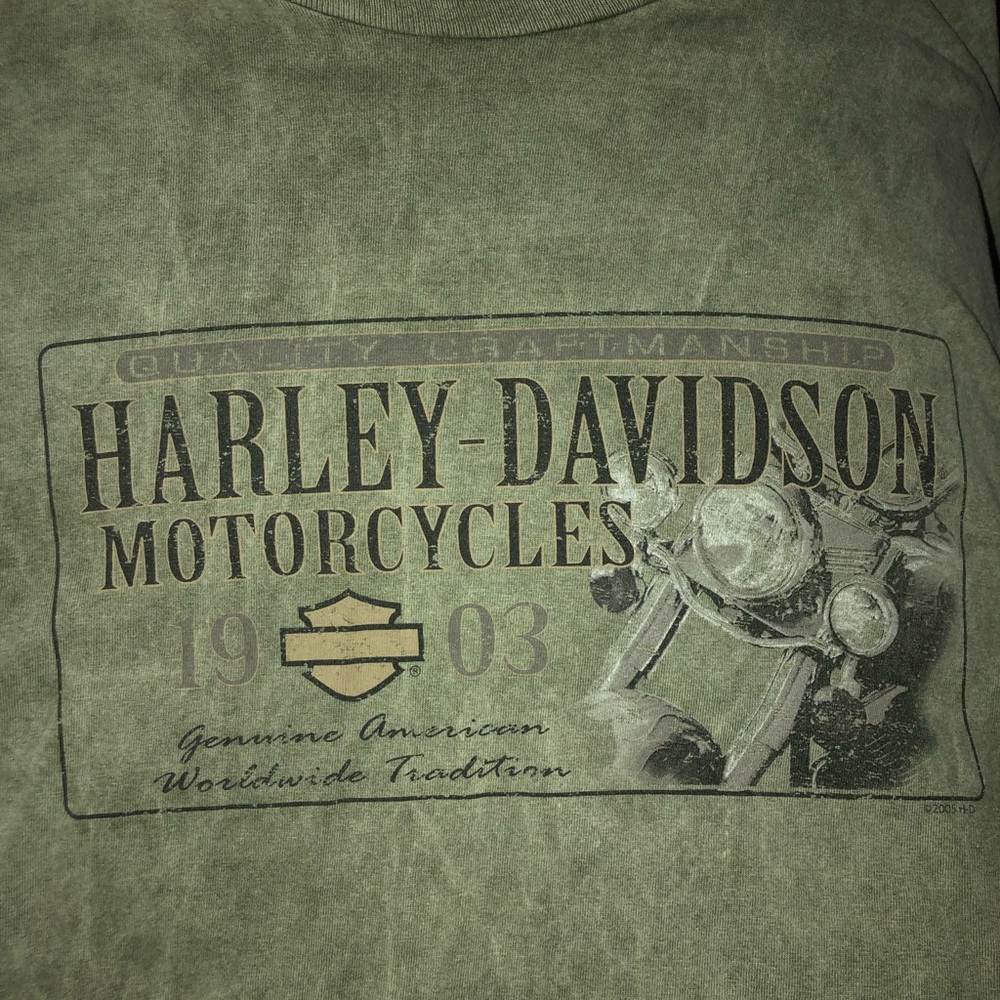 QUALITY CRAFTMANSHIP
HARLEY-DAVIDSON
MOTORCYCLES
19 03
®
Genuine American
Worldwide Tradition
©2005 H-D